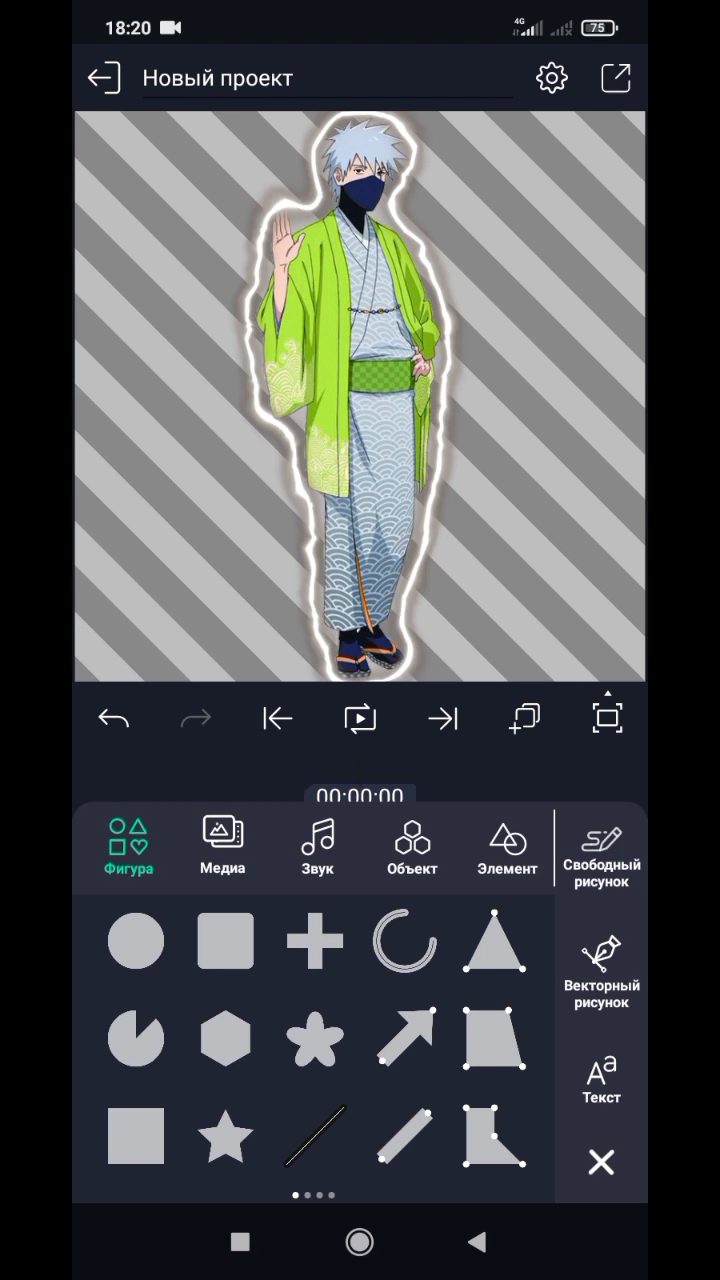 18:20
4G
75
Новый проект
00:00:00
Фигура
Медиа
Звук
Объект
Элемент
Свободный
рисунок
Векторный
рисунок
Aa
Текст